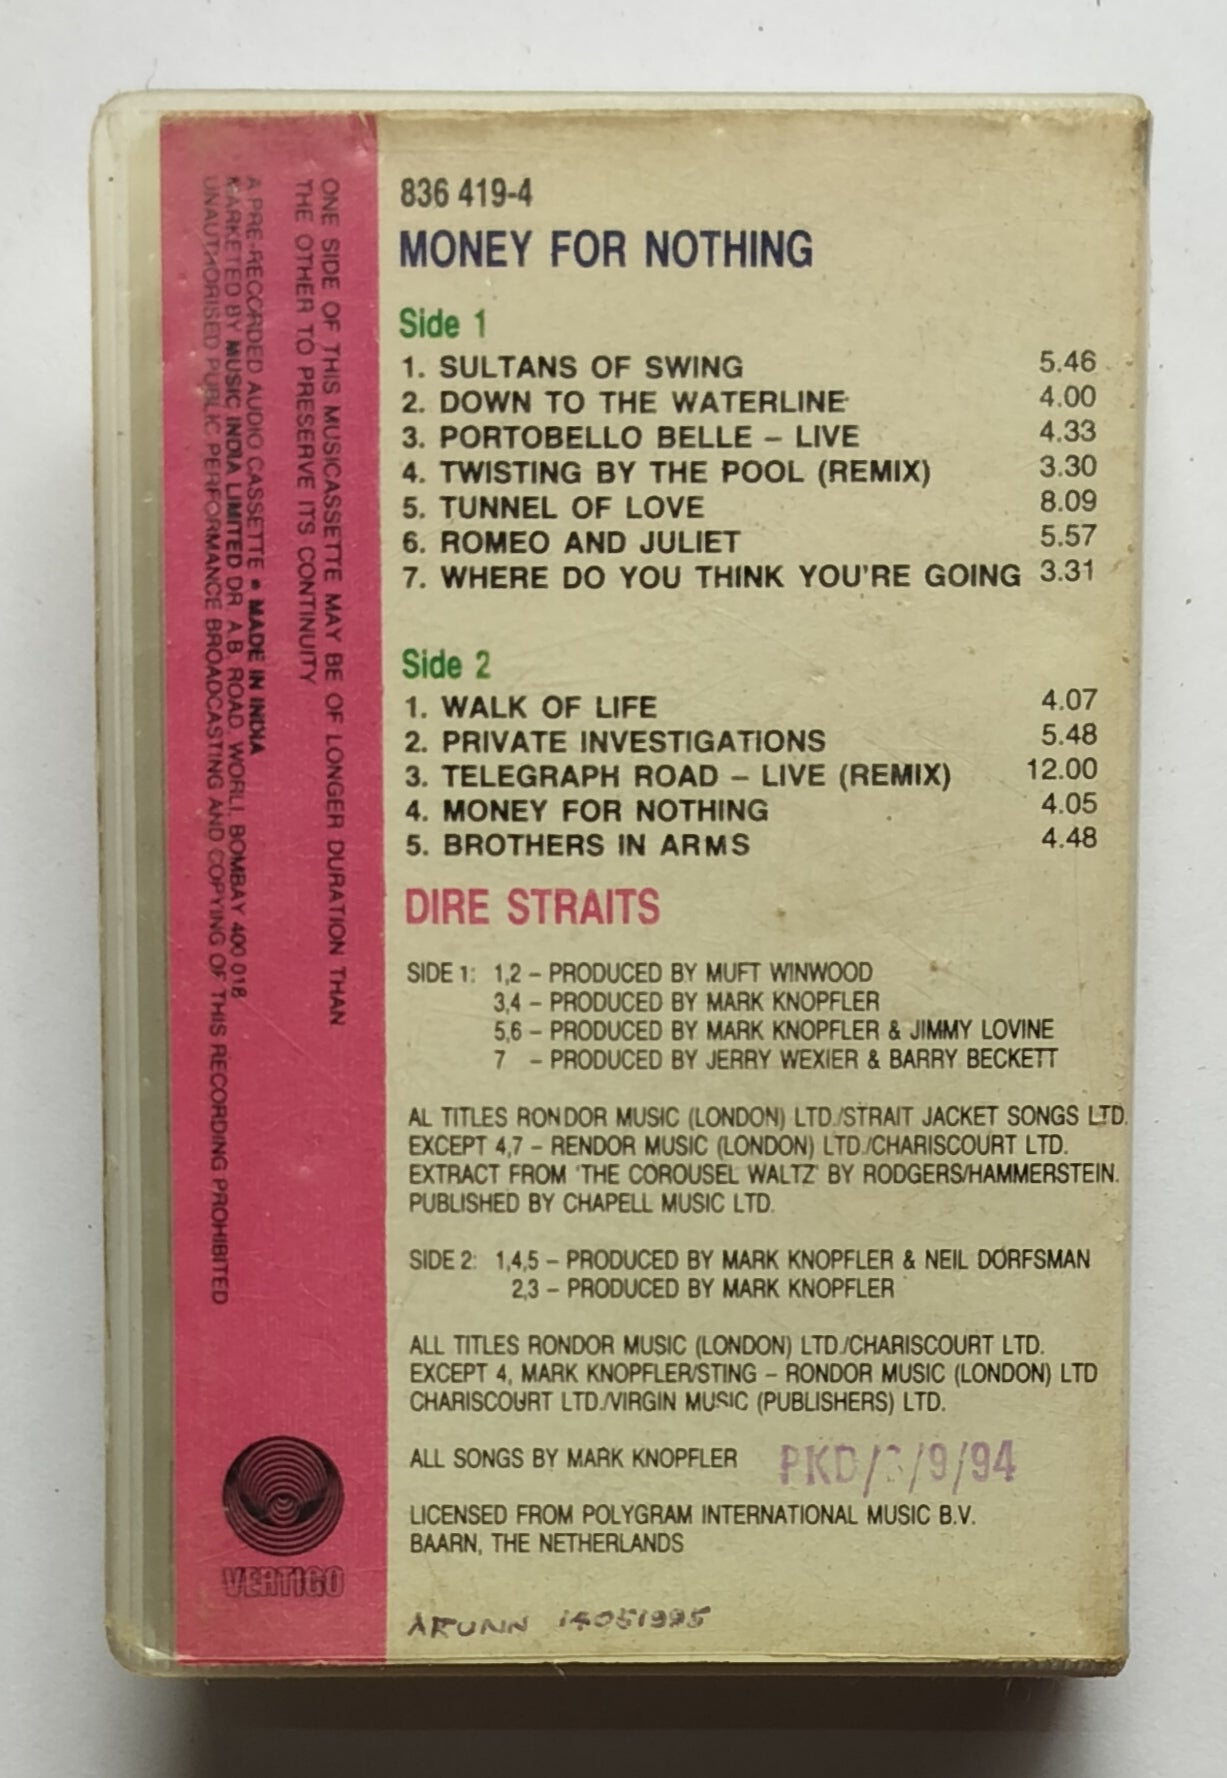 836 419-4
MONEY FOR NOTHING
Side 1
1. SULTANS OF SWING 5.46
2. DOWN TO THE WATERLINE 4.00
3. PORTOBELLO BELLE – LIVE 4.33
4. TWISTING BY THE POOL (REMIX) 3.30
5. TUNNEL OF LOVE 8.09
6. ROMEO AND JULIET 5.57
7. WHERE DO YOU THINK YOU'RE GOING 3.31
Side 2
1. WALK OF LIFE 4.07
2. PRIVATE INVESTIGATIONS 5.48
3. TELEGRAPH ROAD – LIVE (REMIX) 12.00
4. MONEY FOR NOTHING 4.05
5. BROTHERS IN ARMS 4.48
DIRE STRAITS
SIDE 1: 1,2 – PRODUCED BY MUFT WINWOOD
3,4 – PRODUCED BY MARK KNOPFLER
5,6 – PRODUCED BY MARK KNOPFLER & JIMMY LOVINE
7 – PRODUCED BY JERRY WEXIER & BARRY BECKETT
AL TITLES RONDOR MUSIC (LONDON) LTD./STRAIT JACKET SONGS LTD.
EXCEPT 4,7 – RENDOR MUSIC (LONDON) LTD./CHARISCOURT LTD.
EXTRACT FROM 'THE COROUSEL WALTZ' BY RODGERS/HAMMERSTEIN.
PUBLISHED BY CHAPELL MUSIC LTD.
SIDE 2: 1,4,5 – PRODUCED BY MARK KNOPFLER & NEIL DORFSMAN
2,3 – PRODUCED BY MARK KNOPFLER
ALL TITLES RONDOR MUSIC (LONDON) LTD./CHARISCOURT LTD.
EXCEPT 4, MARK KNOPFLER/STING – RONDOR MUSIC (LONDON) LTD
CHARISCOURT LTD./VIRGIN MUSIC (PUBLISHERS) LTD.
ALL SONGS BY MARK KNOPFLER
LICENSED FROM POLYGRAM INTERNATIONAL MUSIC B.V.
BAARN, THE NETHERLANDS
ARUNN 14051995
ONE SIDE OF THIS MUSICASSETTE MAY BE OF LONGER DURATION THAN
THE OTHER TO PRESERVE ITS CONTINUITY
A PRE-RECORDED AUDIO CASSETTE • MADE IN INDIA
MARKETED BY MUSIC INDIA LIMITED DR. A.B. ROAD, WORLI, BOMBAY 400 018
UNAUTHORISED PUBLIC PERFORMANCE BROADCASTING AND COPYING OF THIS RECORDING PROHIBITED
VERTIGO